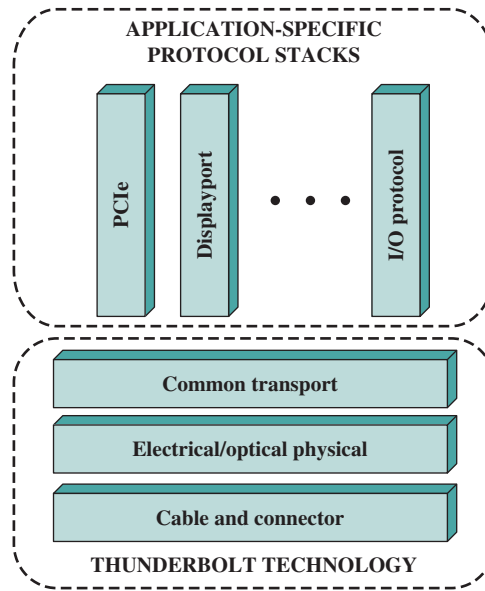 APPLICATION-SPECIFIC
PROTOCOL STACKS
PCIe
Displayport
I/O protocol
Common transport
Electrical/optical physical
Cable and connector
THUNDERBOLT TECHNOLOGY